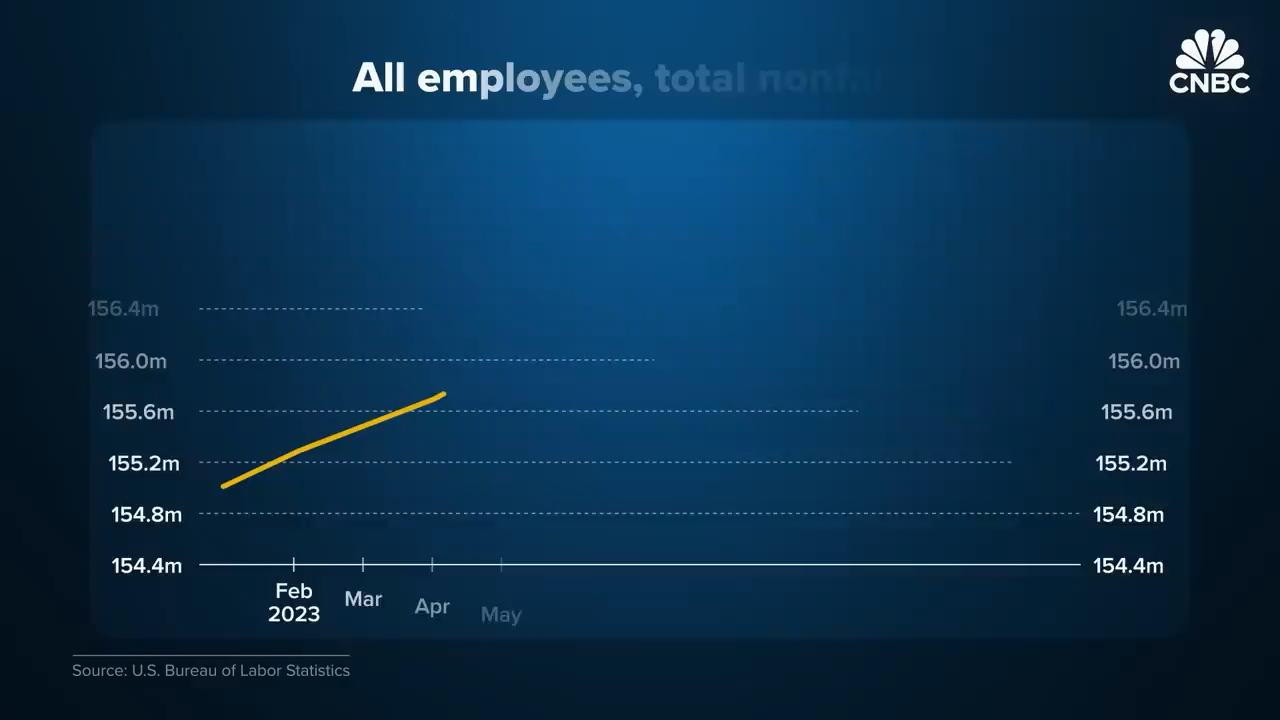 All employees, total nonfa
CNBC
156.4m 156.4m
156.0m 156.0m
155.6m 155.6m
155.2m 155.2m
154.8m 154.8m
154.4m 154.4m
Feb Mar Apr May
2023
Source: U.S. Bureau of Labor Statistics